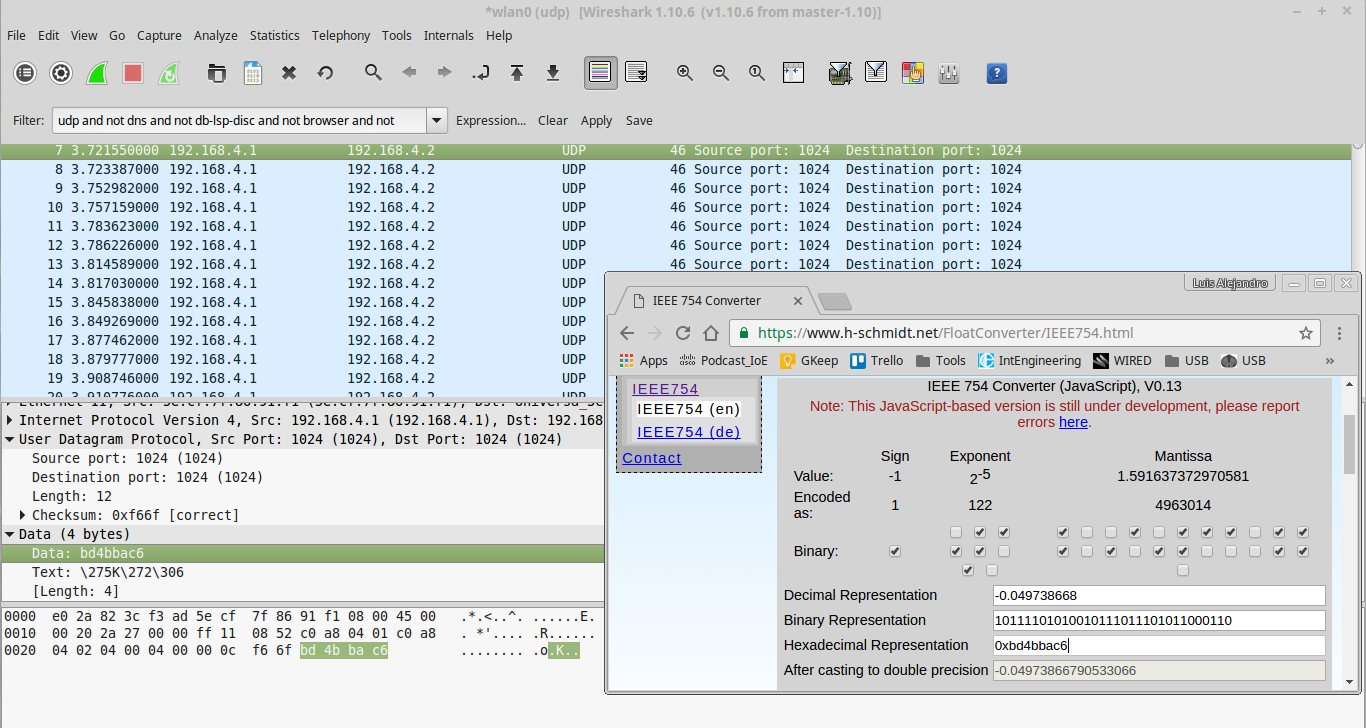 *wlan0 (udp) [Wireshark 1.10.6 (v1.10.6 from master-1.10)]
File Edit View Go Capture Analyze Statistics Telephony Tools Internals Help
Filter: udp and not dns and not db-lsp-disc and not browser and not Expression... Clear Apply Save
7 3.721550000 192.168.4.1 192.168.4.2 UDP 46 Source port: 1024 Destination port: 1024
8 3.723387000 192.168.4.1 192.168.4.2 UDP 46 Source port: 1024 Destination port: 1024
9 3.752982000 192.168.4.1 192.168.4.2 UDP 46 Source port: 1024 Destination port: 1024
10 3.757159000 192.168.4.1 192.168.4.2 UDP 46 Source port: 1024 Destination port: 1024
11 3.783623000 192.168.4.1 192.168.4.2 UDP 46 Source port: 1024 Destination port: 1024
12 3.786226000 192.168.4.1 192.168.4.2 UDP 46 Source port: 1024 Destination port: 1024
13 3.814589000 192.168.4.1 192.168.4.2 UDP 46 Source port: 1024 Destination port: 1024
14 3.817030000 192.168.4.1 192.168.4.2 UDP
15 3.845838000 192.168.4.1 192.168.4.2 UDP
16 3.849269000 192.168.4.1 192.168.4.2 UDP
17 3.877462000 192.168.4.1 192.168.4.2 UDP
18 3.879777000 192.168.4.1 192.168.4.2 UDP
19 3.908746000 192.168.4.1 192.168.4.2 UDP
20 3.910776000 192.168.4.1 192.168.4.2 UDP
Internet Protocol Version 4, Src: 192.168.4.1 (192.168.4.1), Dst: 192.168
User Datagram Protocol, Src Port: 1024 (1024), Dst Port: 1024 (1024)
Source port: 1024 (1024)
Destination port: 1024 (1024)
Length: 12
Checksum: 0xf66f [correct]
Data (4 bytes)
Data: bd4bbac6
Text: \275K\272\306
[Length: 4]
0000 e0 2a 82 3c f3 ad 5e cf 7f 86 91 f1 08 00 45 00 .*.<..^. ......E.
0010 00 20 2a 27 00 00 ff 11 08 52 c0 a8 04 01 c0 a8 . *'.... .R......
0020 04 02 04 00 04 00 00 0c f6 6f bd 4b ba c6 ........ .o.K..
Luis Alejandro
IEEE 754 Converter
https://www.h-schmidt.net/FloatConverter/IEEE754.html
Apps Podcast_IoE GKeep Trello Tools IntEngineering WIRED USB USB »
IEEE754
IEEE754 (en)
IEEE754 (de)
Contact
IEEE 754 Converter (JavaScript), V0.13
Note: This JavaScript-based version is still under development, please report
errors here.
Sign Exponent Mantissa
Value: -1 2-5 1.591637372970581
Encoded
as: 1 122 4963014
Binary:
Decimal Representation -0.049738668
Binary Representation 10111101010010111011101011000110
Hexadecimal Representation 0xbd4bbac6
After casting to double precision -0.04973866790533066